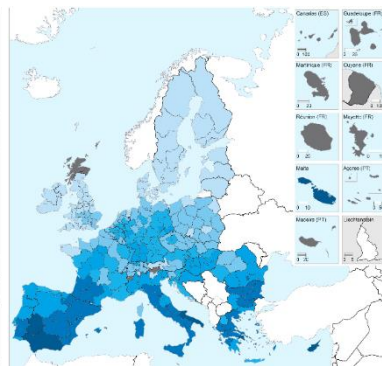 Canarias (ES)
Guadeloupe (FR)
Martinique (FR)
Guyane (FR)
Réunion (FR)
Mayotte (FR)
Malta
Açores (PT)
Madeira (PT)
Liechtenstein